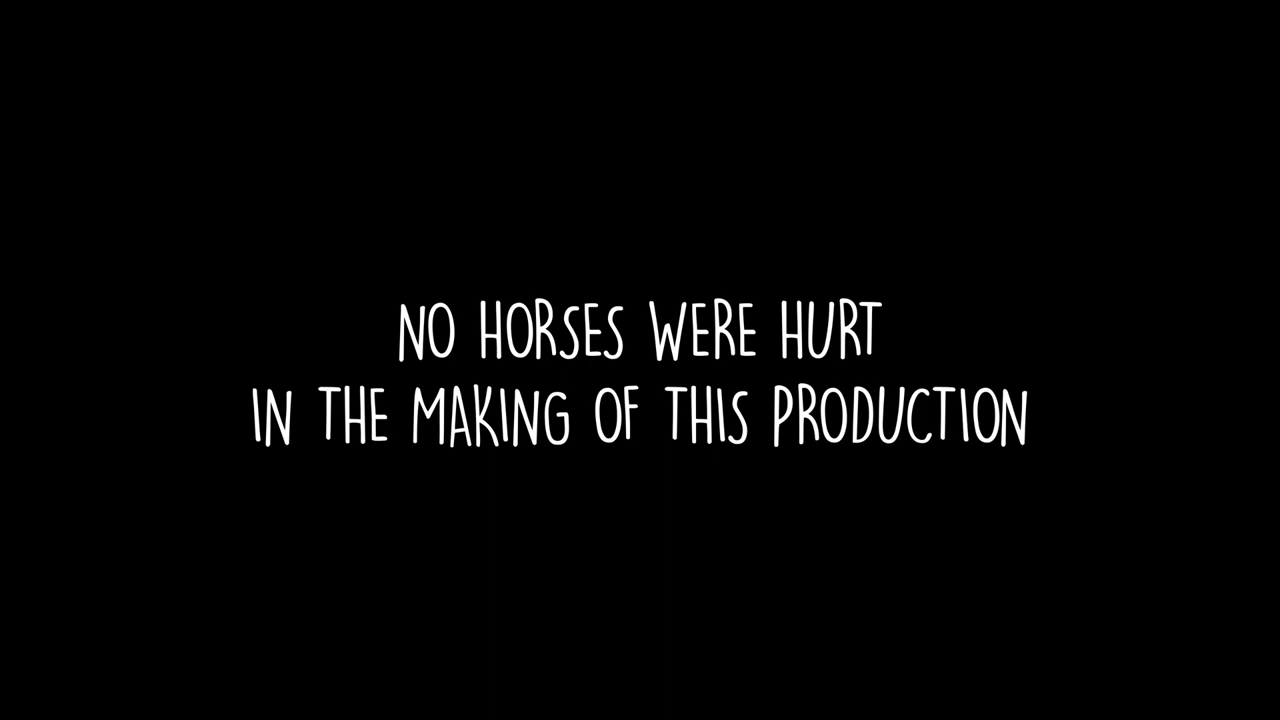 NO HORSES WERE HURT
IN THE MAKING OF THIS PRODUCTION